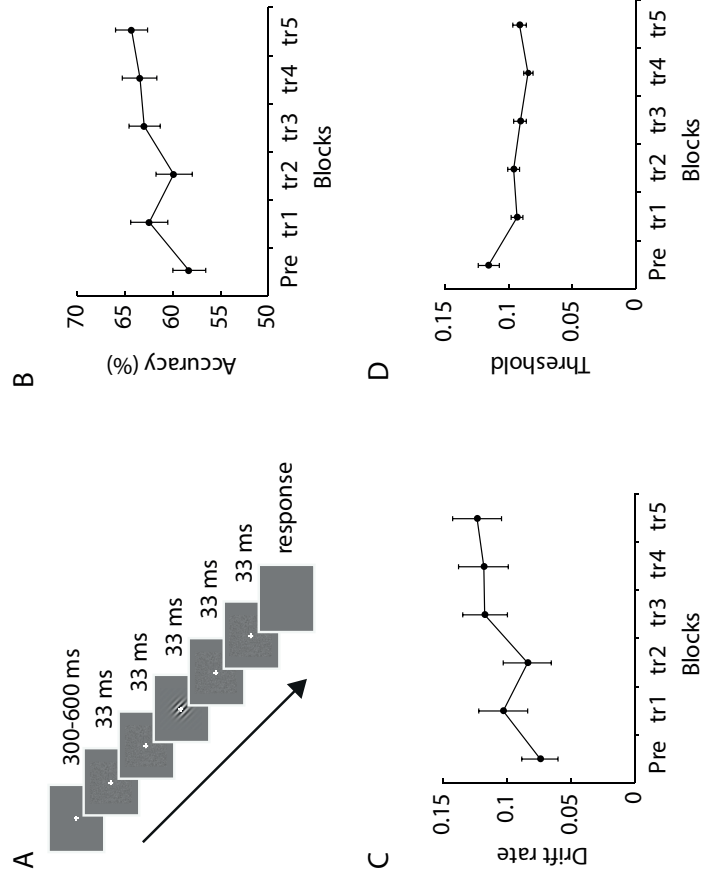 A
300-600 ms
33 ms
33 ms
33 ms
33 ms
33 ms
response
B
Accuracy (%)
70
65
60
55
50
Pre tr1 tr2 tr3 tr4 tr5
Blocks
C
Drift rate
0.15
0.1
0.05
0
Pre tr1 tr2 tr3 tr4 tr5
Blocks
D
Threshold
0.15
0.1
0.05
0
Pre tr1 tr2 tr3 tr4 tr5
Blocks